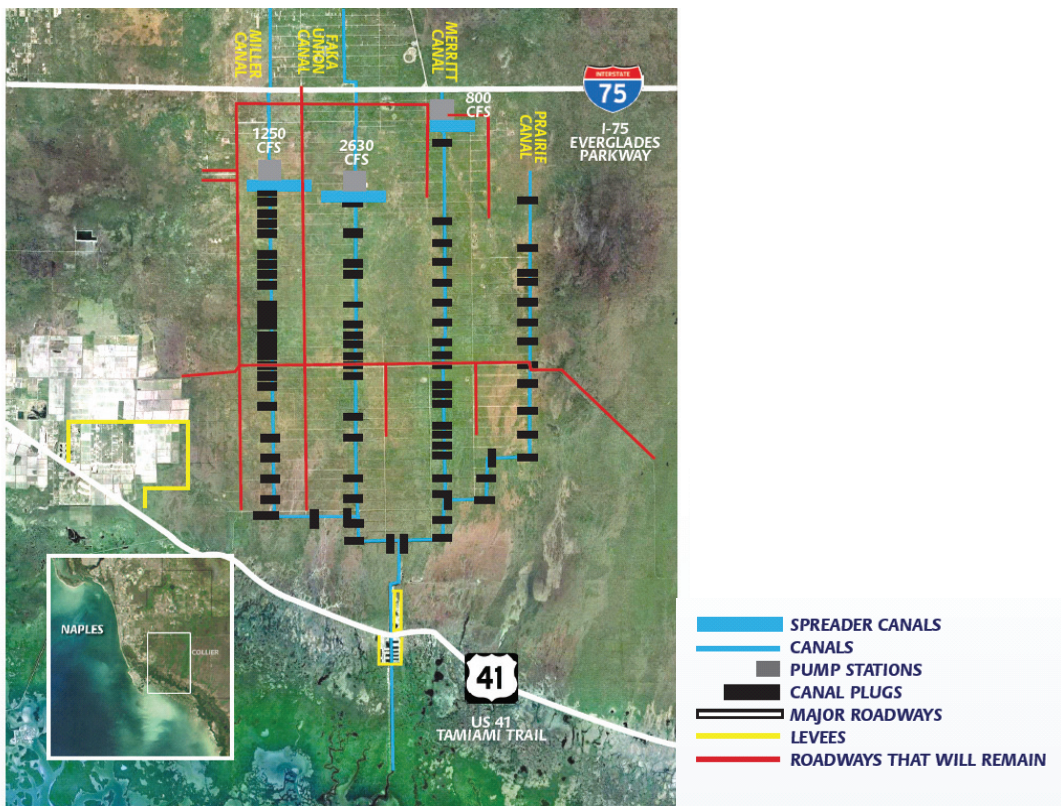 MILLER
CANAL
FAKA
UNION
CANAL
MERRITT
CANAL
INTERSTATE
75
I-75
EVERGLADES
PARKWAY
800
CFS
PRAIRIE
CANAL
1250
CFS
2630
CFS
NAPLES
COLLIER
41
US 41
TAMIAMI TRAIL
SPREADER CANALS
CANALS
PUMP STATIONS
CANAL PLUGS
MAJOR ROADWAYS
LEVEES
ROADWAYS THAT WILL REMAIN